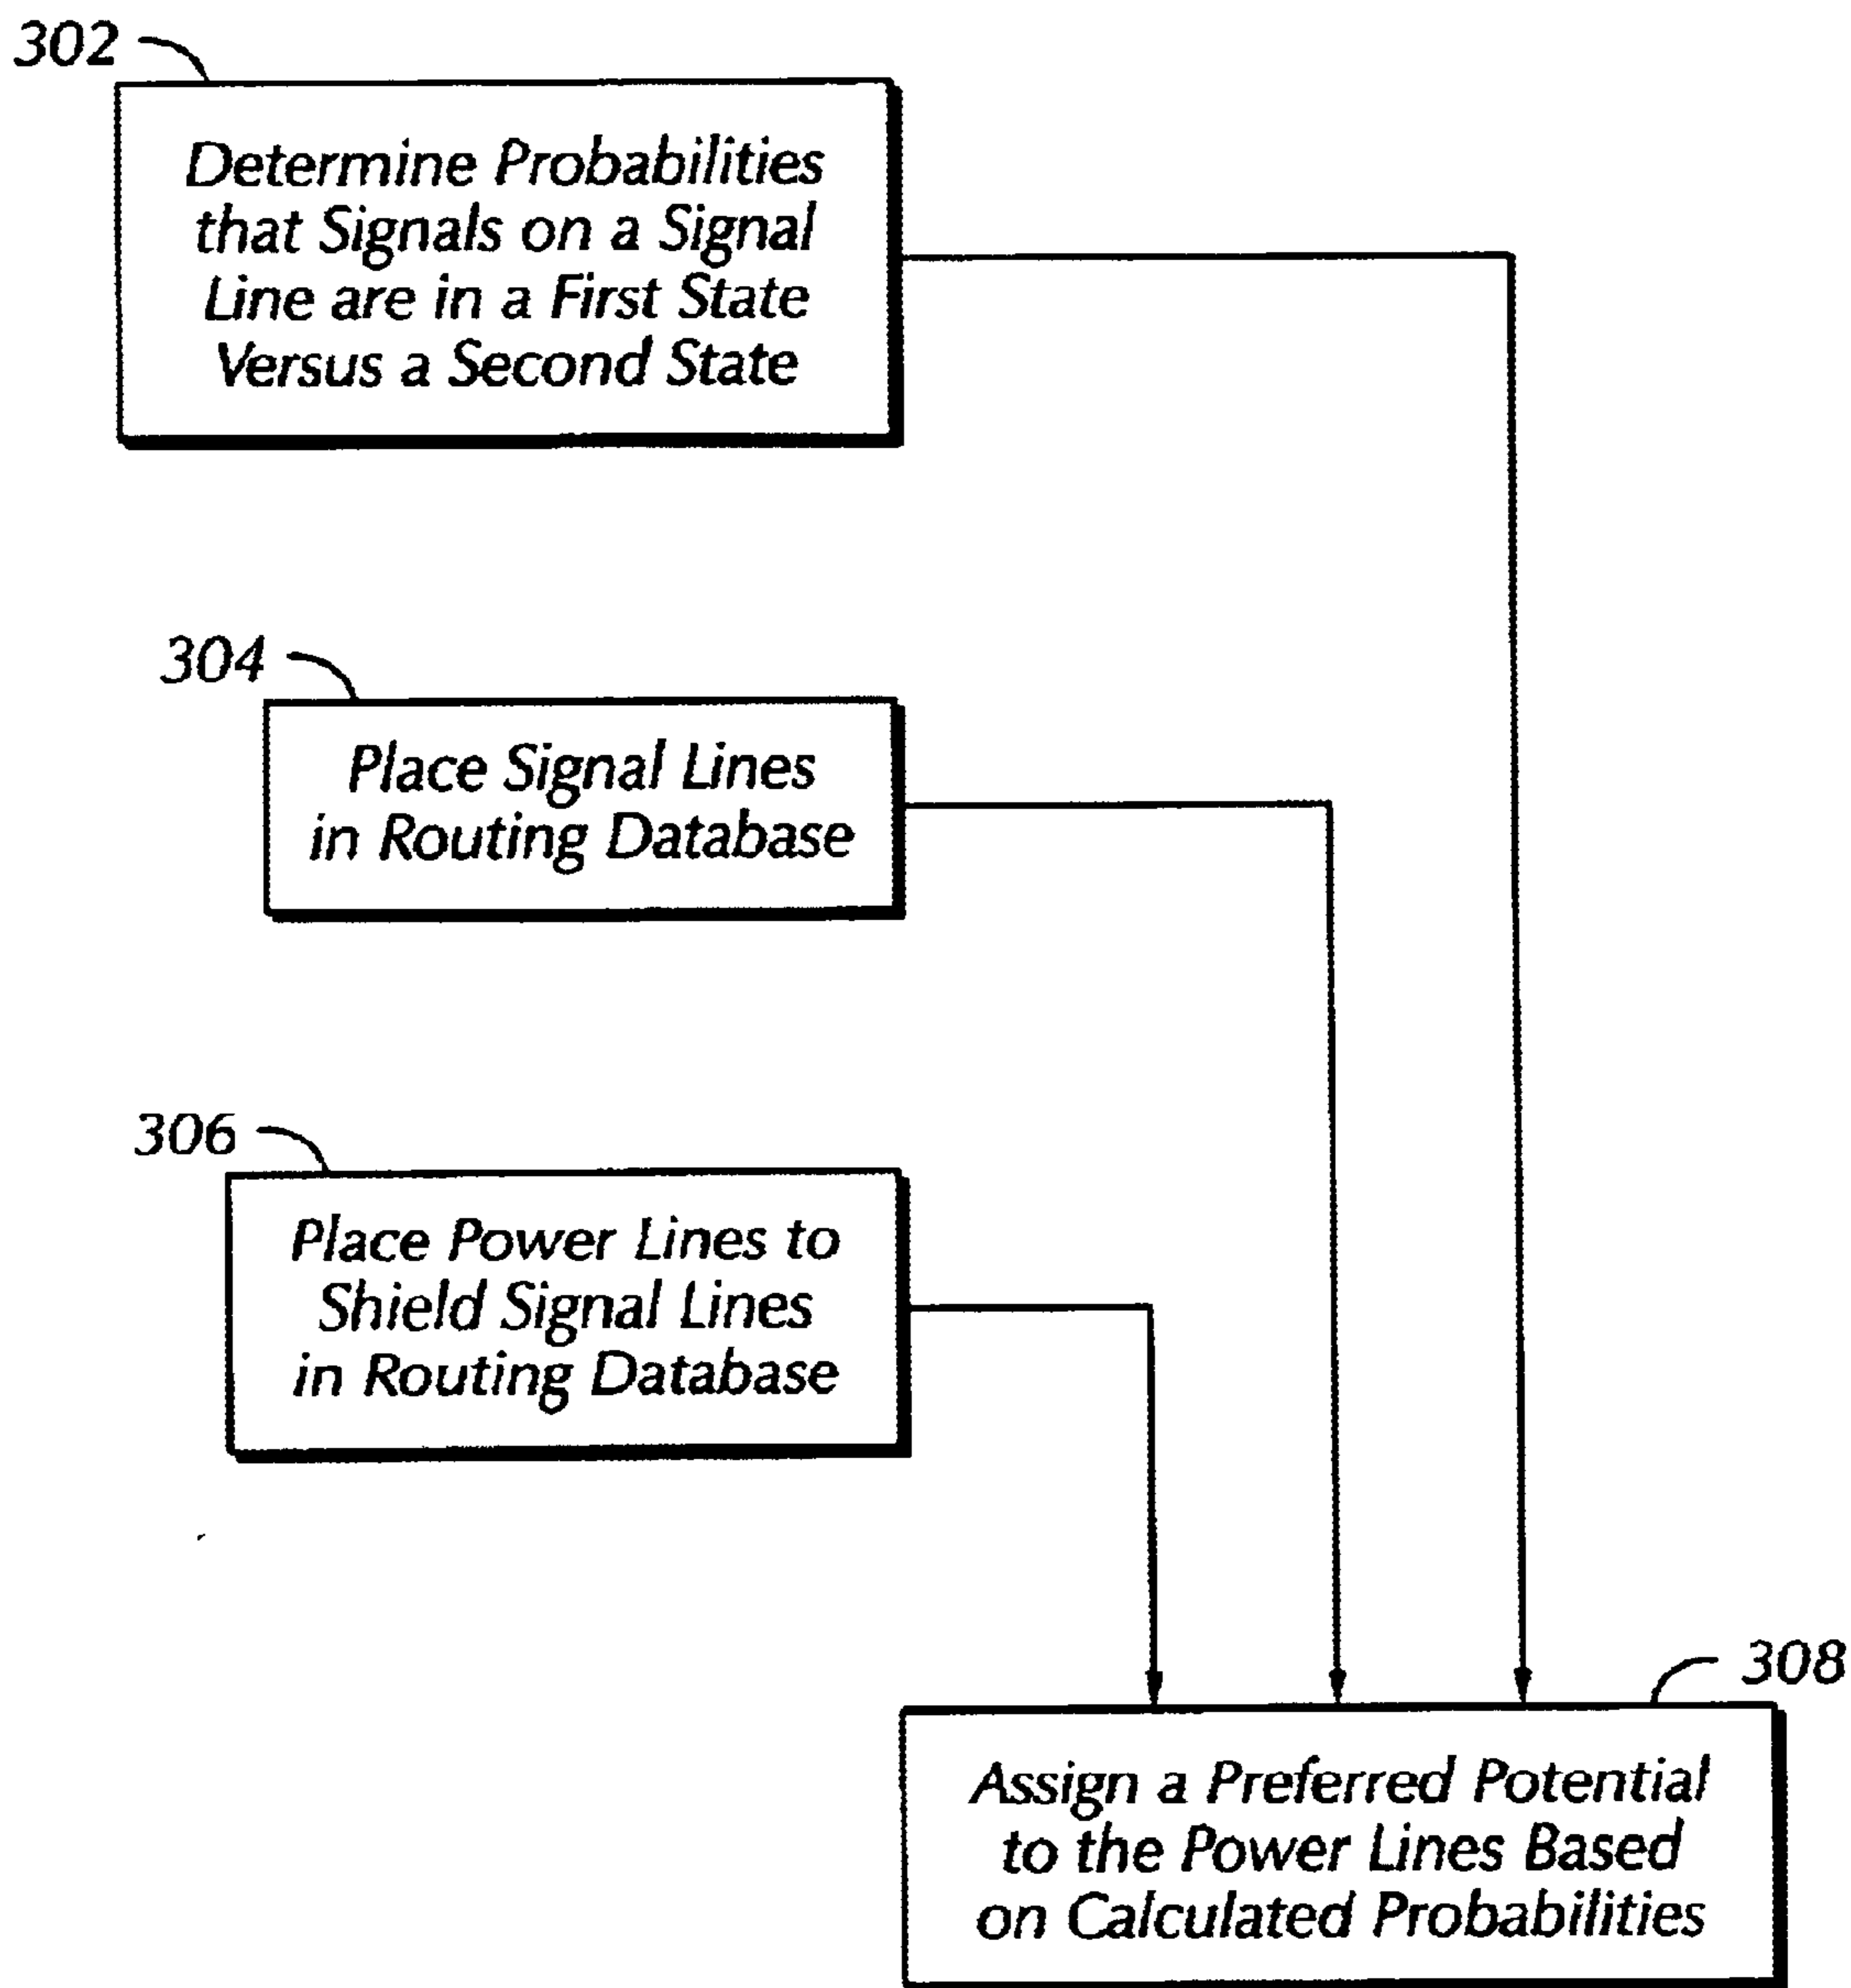 302
Determine Probabilities
that Signals on a Signal
Line are in a First State
Versus a Second State
304
Place Signal Lines
in Routing Database
306
Place Power Lines to
Shield Signal Lines
in Routing Database
308
Assign a Preferred Potential
to the Power Lines Based
on Calculated Probabilities